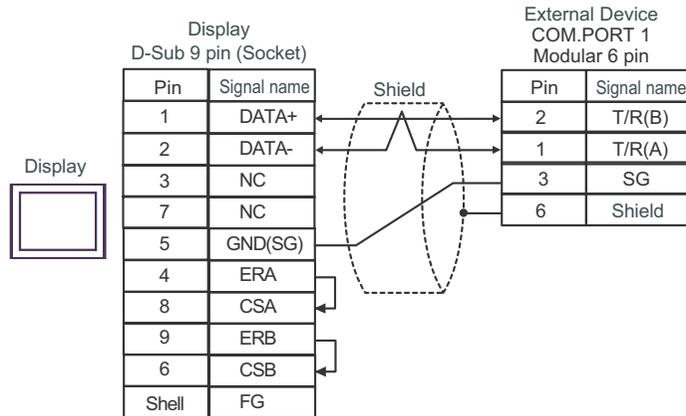 Display
D-Sub 9 pin (Socket)
External Device
COM.PORT 1
Modular 6 pin
Pin Signal name
Shield
Pin Signal name
1 DATA+
2 T/R(B)
2 DATA-
1 T/R(A)
Display
3 NC
3 SG
7 NC
6 Shield
5 GND(SG)
4 ERA
8 CSA
9 ERB
6 CSB
Shell FG